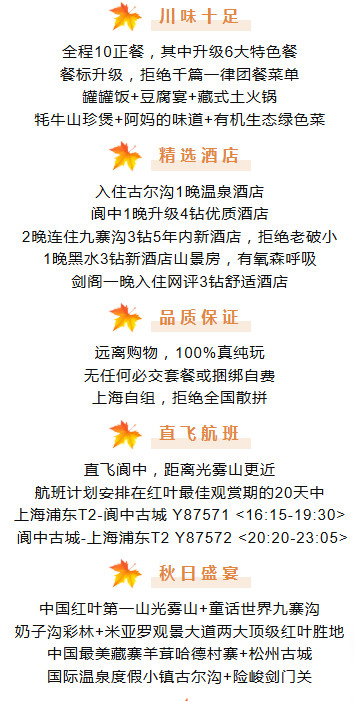 川味十足
全程10正餐，其中升级6大特色餐
餐标升级，拒绝千篇一律团餐菜单
罐罐饭+豆腐宴+藏式土火锅
牦牛山珍煲+阿妈的味道+有机生态绿色菜
精选酒店
入住古尔沟1晚温泉酒店
阆中1晚升级4钻优质酒店
2晚连住九寨沟3钻5年内新酒店，拒绝老破小
1晚黑水3钻新酒店山景房，有氧森呼吸
剑阁一晚入住网评3钻舒适酒店
品质保证
远离购物，100%真纯玩
无任何必交套餐或捆绑自费
上海自组，拒绝全国散拼
直飞航班
直飞阆中，距离光雾山更近
航班计划安排在红叶最佳观赏期的20天中
上海浦东T2-阆中古城 Y87571 <16:15-19:30>
阆中古城-上海浦东T2 Y87572 <20:20-23:05>
秋日盛宴
中国红叶第一山光雾山+童话世界九寨沟
奶子沟彩林+米亚罗观景大道两大顶级红叶胜地
中国最美藏寨羊茸哈德村寨+松州古城
国际温泉度假小镇古尔沟+险峻剑门关